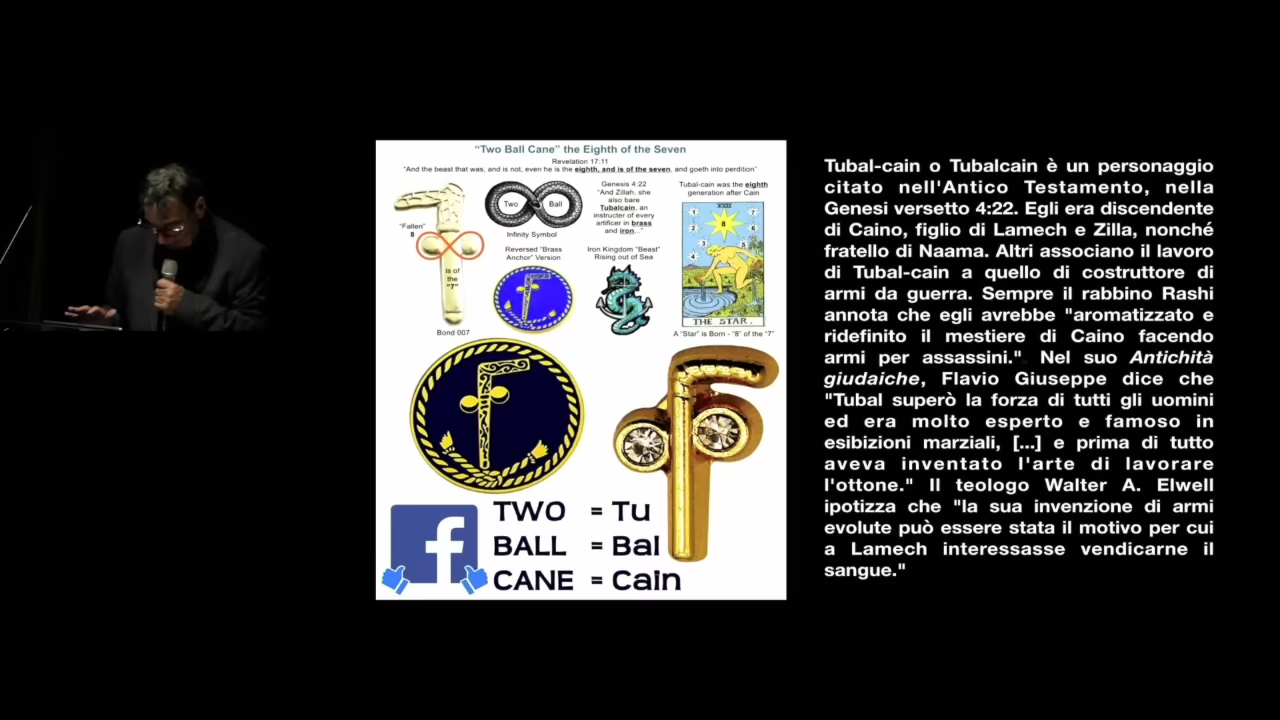 "Two Ball Cane" the Eighth of the Seven
Revelation 17:11
"And the beast that was, and is not, even he is the eighth, and is of the seven, and goeth into perdition"
"Fallen"
8
is of
the
"7"
Bond 007
Two
Ball
Infinity Symbol
Reversed "Brass
Anchor" Version
Genesis 4:22
"And Zillah, she
also bare
Tubalcain, an
instructer of every
artificer in brass
and iron..."
Iron Kingdom "Beast"
Rising out of Sea
Tubal-cain was the eighth
generation after Cain
XVII
1
7
2
8
6
3
5
4
THE STAR.
A "Star" is Born - "8" of the "7"
f
TWO = Tu
BALL = Bal
CANE = Cain
Tubal-cain o Tubalcain è un personaggio
citato nell'Antico Testamento, nella
Genesi versetto 4:22. Egli era discendente
di Caino, figlio di Lamech e Zilla, nonché
fratello di Naama. Altri associano il lavoro
di Tubal-cain a quello di costruttore di
armi da guerra. Sempre il rabbino Rashi
annota che egli avrebbe "aromatizzato e
ridefinito il mestiere di Caino facendo
armi per assassini." Nel suo Antichità
giudaiche, Flavio Giuseppe dice che
"Tubal superò la forza di tutti gli uomini
ed era molto esperto e famoso in
esibizioni marziali, [...] e prima di tutto
aveva inventato l'arte di lavorare
l'ottone." Il teologo Walter A. Elwell
ipotizza che "la sua invenzione di armi
evolute può essere stata il motivo per cui
a Lamech interessasse vendicarne il
sangue."